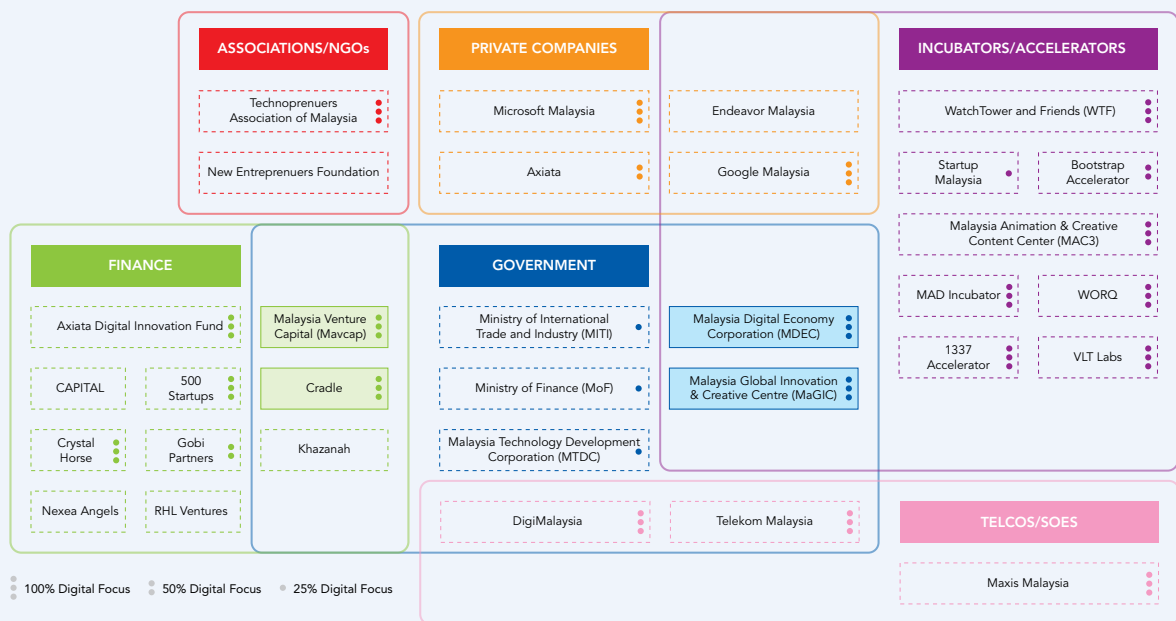 ASSOCIATIONS/NGOs
Technoprenuers
Association of Malaysia
New Entreprenuers Foundation
PRIVATE COMPANIES
Microsoft Malaysia
Endeavor Malaysia
Axiata
Google Malaysia
INCUBATORS/ACCELERATORS
WatchTower and Friends (WTF)
Startup
Malaysia
Bootstrap
Accelerator
Malaysia Animation & Creative
Content Center (MAC3)
MAD Incubator
WORQ
1337
Accelerator
VLT Labs
FINANCE
Axiata Digital Innovation Fund
Malaysia Venture
Capital (Mavcap)
CAPITAL
500
Startups
Cradle
Crystal
Horse
Gobi
Partners
Khazanah
Nexea Angels
RHL Ventures
GOVERNMENT
Ministry of International
Trade and Industry (MITI)
Malaysia Digital Economy
Corporation (MDEC)
Ministry of Finance (MoF)
Malaysia Global Innovation
& Creative Centre (MaGIC)
Malaysia Technology Development
Corporation (MTDC)
DigiMalaysia
Telekom Malaysia
TELCOS/SOES
Maxis Malaysia
100% Digital Focus
50% Digital Focus
25% Digital Focus